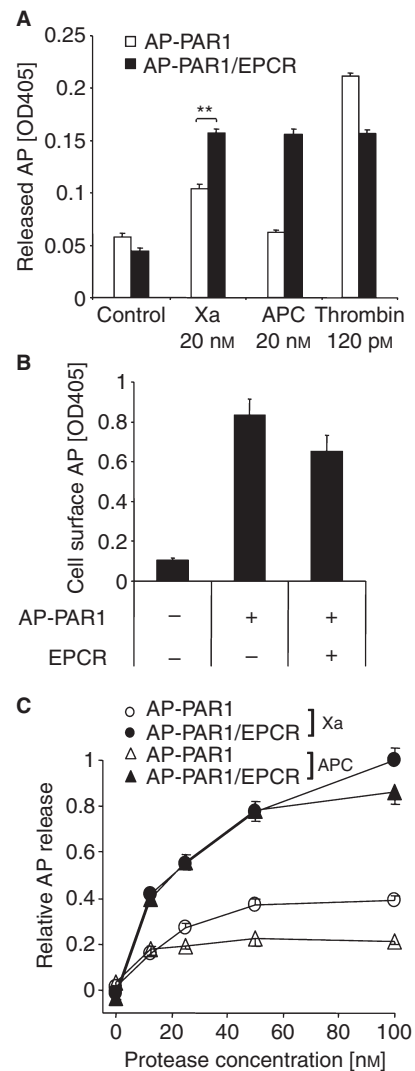 A
0.25
0.2
0.15
0.1
0.05
0
Released AP [OD405]
AP-PAR1
AP-PAR1/EPCR
**
Control Xa APC Thrombin
20 nM 20 nM 120 pM
B
1
0.8
0.6
0.4
0.2
0
Cell surface AP [OD405]
AP-PAR1 – + +
EPCR – – +
C
AP-PAR1
AP-PAR1/EPCR ] Xa
AP-PAR1
AP-PAR1/EPCR ] APC
1
0.8
0.6
0.4
0.2
0
Relative AP release
0 20 40 60 80 100
Protease concentration [nM]